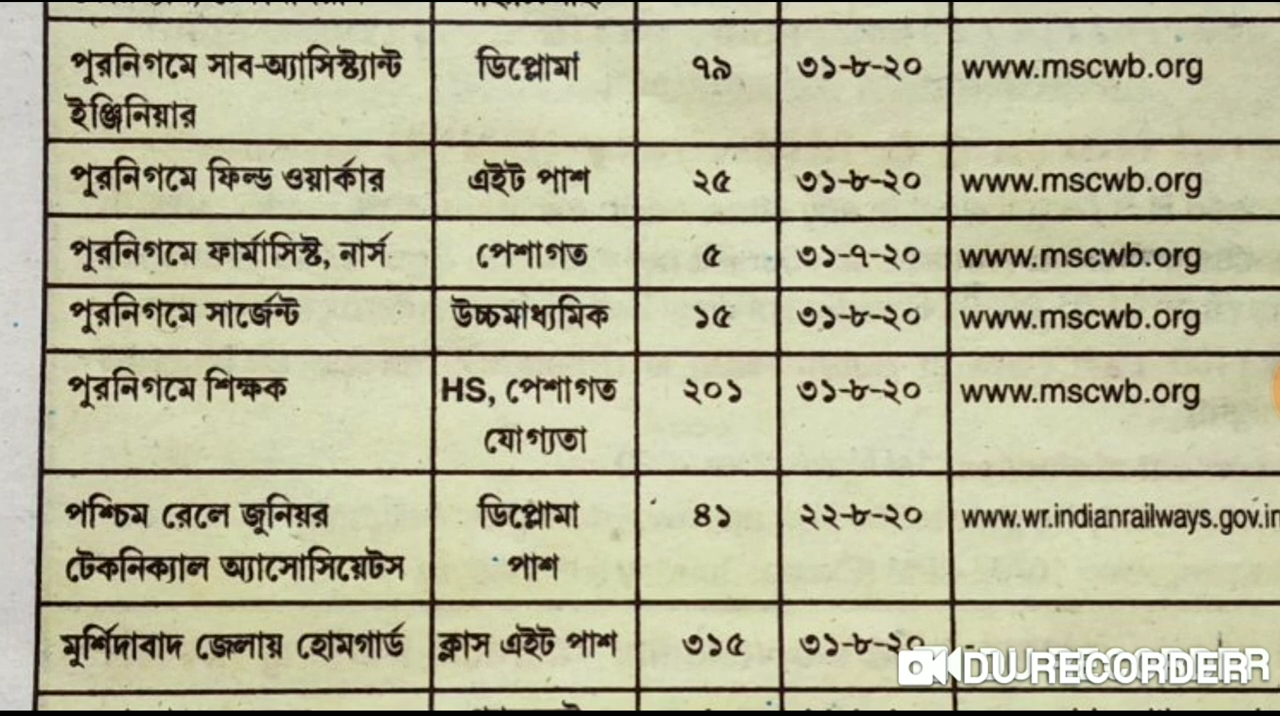 পুরনিগমে সাব-অ্যাসিস্ট্যান্ট ডিপ্লোমা ৭৯ ৩১-৮-২০ www.mscwb.org
ইঞ্জিনিয়ার
পুরনিগমে ফিল্ড ওয়ার্কার এইট পাশ ২৫ ৩১-৮-২০ www.mscwb.org
পুরনিগমে ফার্মাসিস্ট, নার্স পেশাগত ৫ ৩১-৭-২০ www.mscwb.org
পুরনিগমে সার্জেন্ট উচ্চমাধ্যমিক ১৫ ৩১-৮-২০ www.mscwb.org
পুরনিগমে শিক্ষক HS, পেশাগত ২০১ ৩১-৮-২০ www.mscwb.org
যোগ্যতা
পশ্চিম রেলে জুনিয়র ডিপ্লোমা ৪১ ২২-৮-২০ www.wr.indianrailways.gov.in
টেকনিক্যাল অ্যাসোসিয়েটস পাশ
মুর্শিদাবাদ জেলায় হোমগার্ড ক্লাস এইট পাশ ৩১৫ ৩১-৮-২০
DU RECORDER